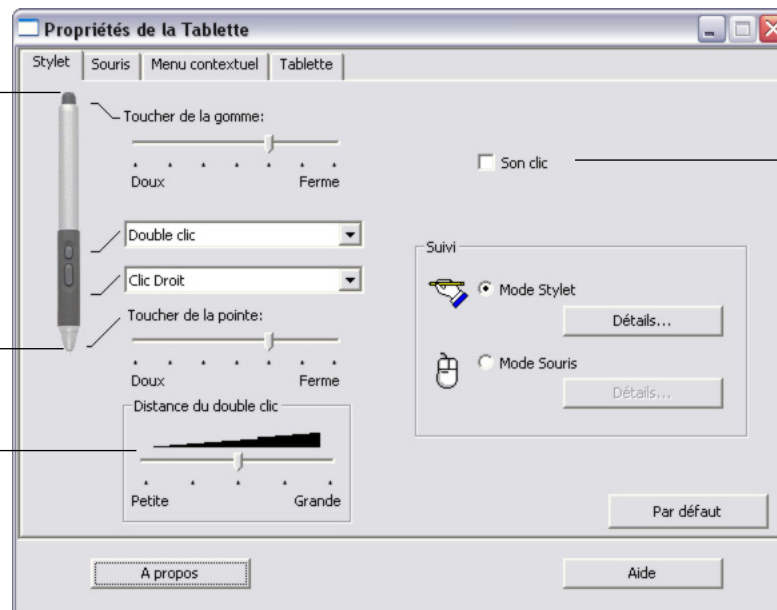 Propriétés de la Tablette
Stylet Souris Menu contextuel Tablette
Toucher de la gomme:
Doux Ferme
Son clic
Double clic
Clic Droit
Toucher de la pointe:
Doux Ferme
Distance du double clic
Petite Grande
Suivi
Mode Stylet
Détails...
Mode Souris
Détails...
Par défaut
A propos Aide